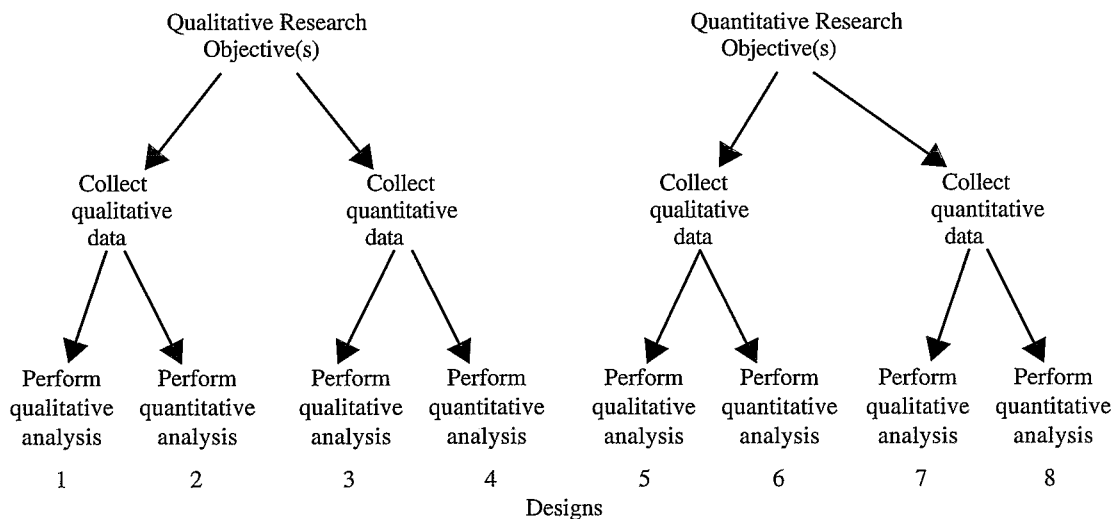 Qualitative Research
Objective(s)
Quantitative Research
Objective(s)
Collect
qualitative
data
Collect
quantitative
data
Collect
qualitative
data
Collect
quantitative
data
Perform
qualitative
analysis
1
Perform
quantitative
analysis
2
Perform
qualitative
analysis
3
Perform
quantitative
analysis
4
Perform
qualitative
analysis
5
Perform
quantitative
analysis
6
Perform
qualitative
analysis
7
Perform
quantitative
analysis
8
Designs